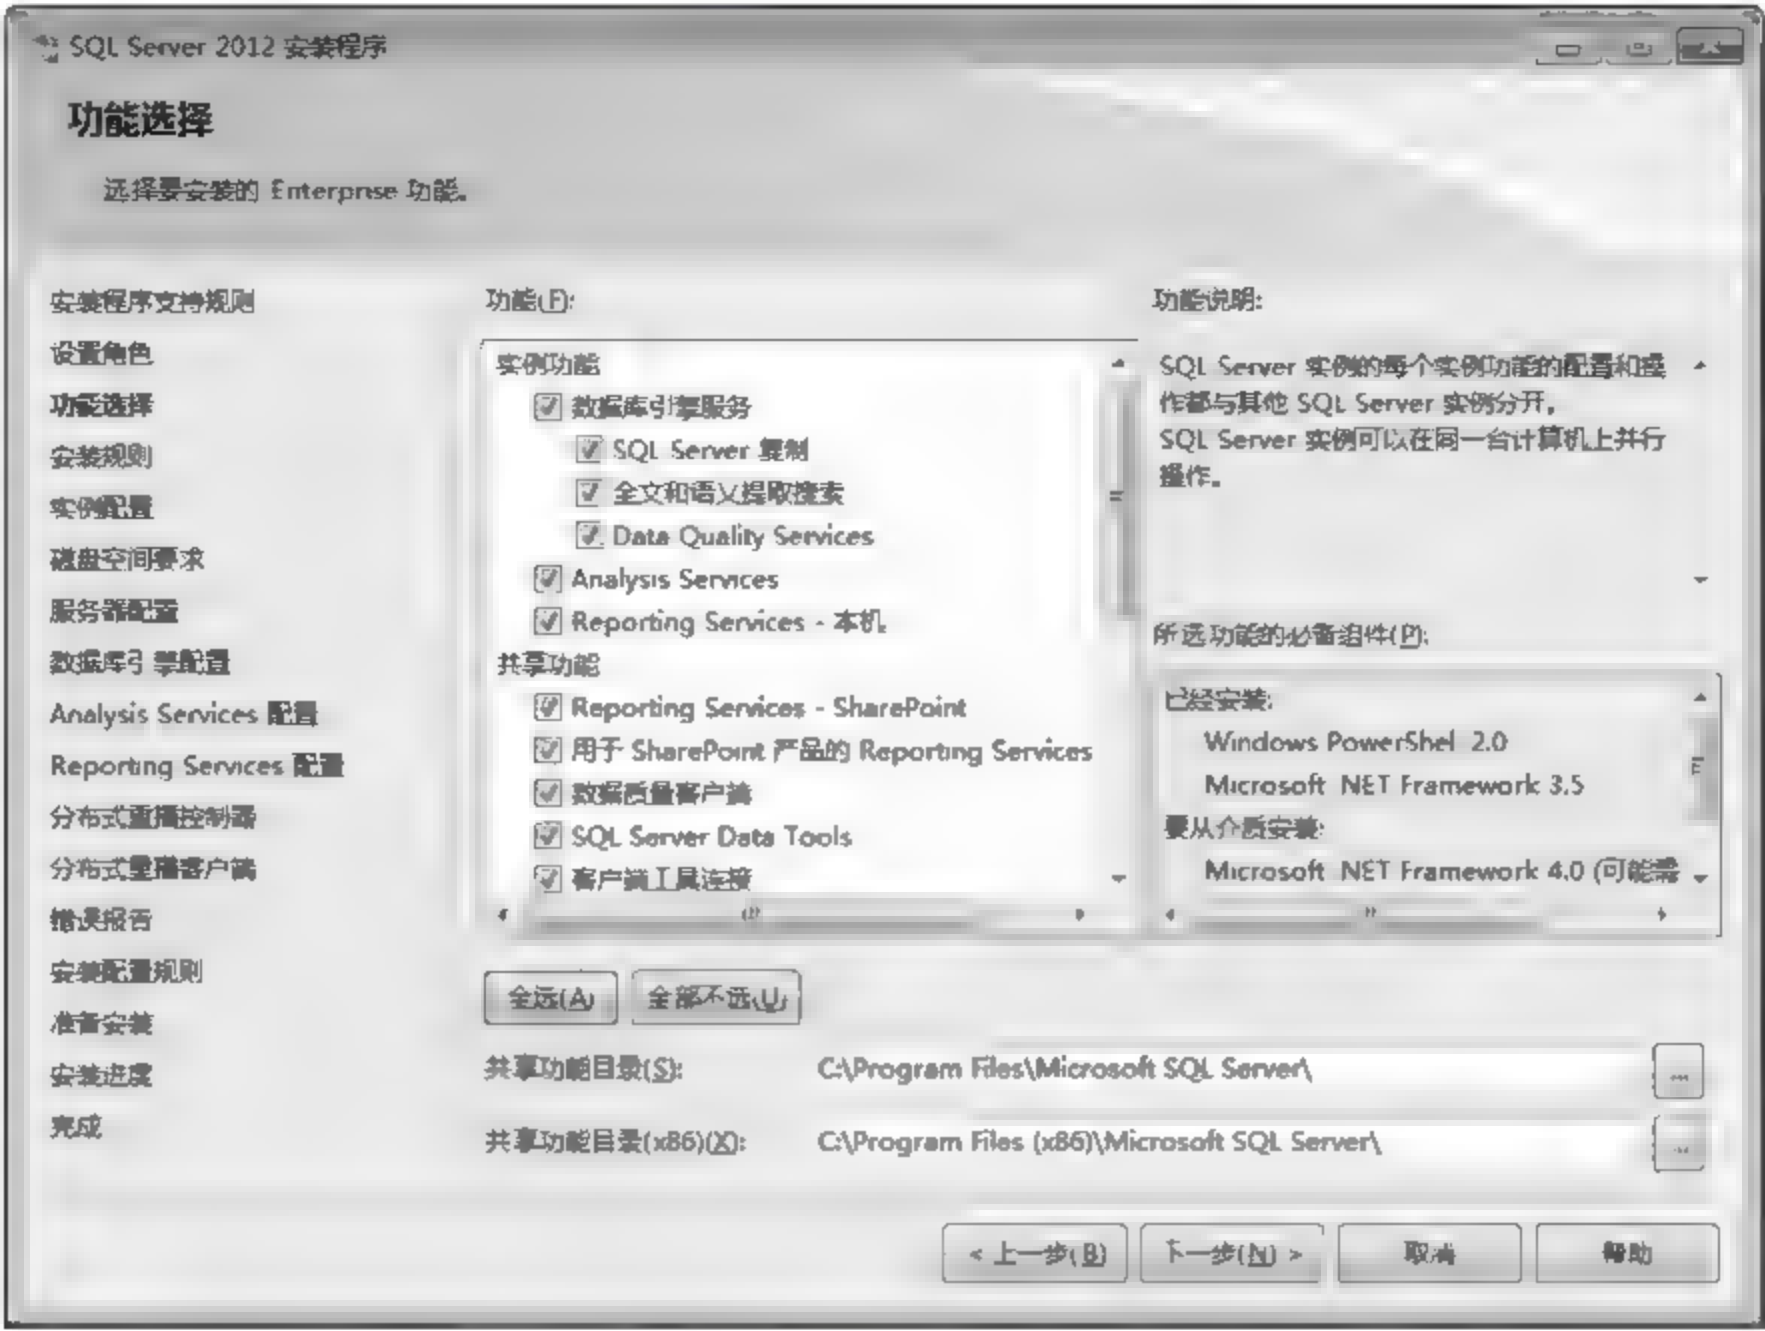 SQL Server 2012 安装程序
功能选择
选择要安装的 Enterprise 功能。
安装程序支持规则
设置角色
功能选择
安装规则
实例配置
磁盘空间要求
服务器配置
数据库引擎配置
Analysis Services 配置
Reporting Services 配置
分布式重播控制器
分布式重播客户端
错误报告
安装配置规则
准备安装
安装进度
完成
功能(F):
实例功能
数据库引擎服务
SQL Server 复制
全文和语义提取搜索
Data Quality Services
Analysis Services
Reporting Services - 本机
共享功能
Reporting Services - SharePoint
用于 SharePoint 产品的 Reporting Services
数据质量客户端
SQL Server Data Tools
客户端工具连接
全选(A)
全部不选(U)
功能说明:
SQL Server 实例的每个实例功能的配置和操
作都与其他 SQL Server 实例分开。
SQL Server 实例可以在同一台计算机上并行
操作。
所选功能的必备组件(P):
已经安装:
Windows PowerShell 2.0
Microsoft .NET Framework 3.5
要从介质安装:
Microsoft .NET Framework 4.0 (可能需
共享功能目录(S):
C:\Program Files\Microsoft SQL Server\
...
共享功能目录(x86)(X):
C:\Program Files (x86)\Microsoft SQL Server\
...
< 上一步(B)
下一步(N) >
取消
帮助